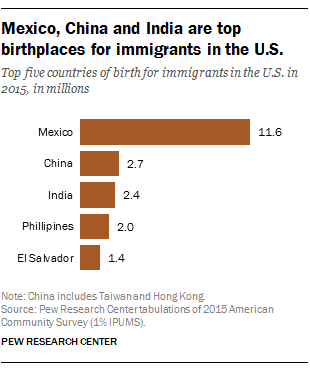 Mexico, China and India are top
birthplaces for immigrants in the U.S.
Top five countries of birth for immigrants in the U.S. in
2015, in millions
Mexico 11.6
China 2.7
India 2.4
Phillipines 2.0
El Salvador 1.4
Note: China includes Taiwan and Hong Kong.
Source: Pew Research Center tabulations of 2015 American
Community Survey (1% IPUMS).
PEW RESEARCH CENTER